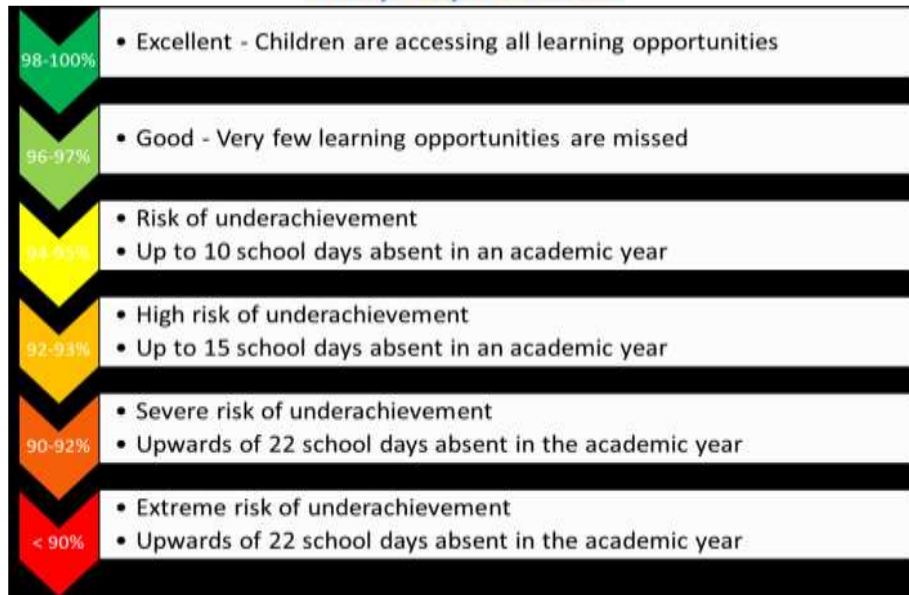 98-100%
• Excellent - Children are accessing all learning opportunities
96-97%
• Good - Very few learning opportunities are missed
94-95%
• Risk of underachievement
• Up to 10 school days absent in an academic year
92-93%
• High risk of underachievement
• Up to 15 school days absent in an academic year
90-92%
• Severe risk of underachievement
• Upwards of 22 school days absent in the academic year
< 90%
• Extreme risk of underachievement
• Upwards of 22 school days absent in the academic year